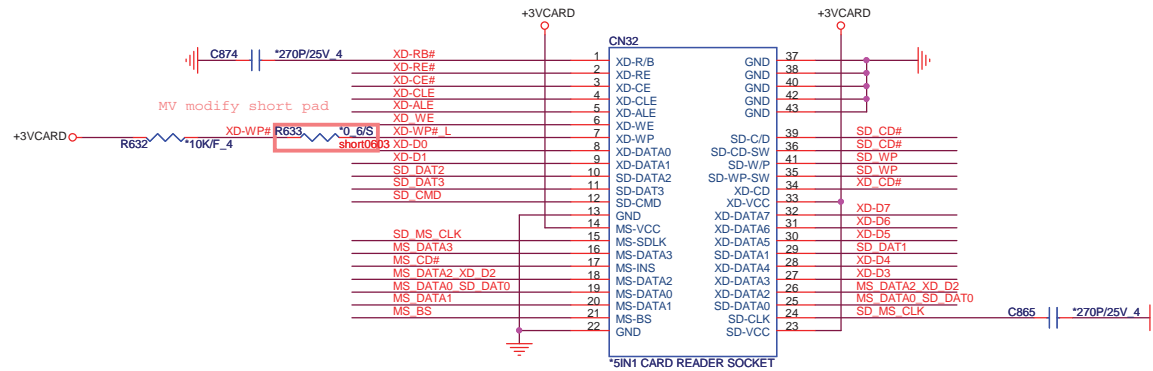 +3VCARD
+3VCARD
CN32
C874
*270P/25V_4
XD-RB#
1
XD-R/B
GND
37
XD-RE#
2
XD-RE
GND
38
XD-CE#
3
XD-CE
GND
40
XD-CLE
4
XD-CLE
GND
42
XD-ALE
5
XD-ALE
GND
43
MV modify short pad
XD_WE
6
XD-WE
+3VCARD
R632
*10K/F_4
XD-WP#
R633
*0_6/S
short0603
XD-WP#_L
7
XD-WP
SD-C/D
39
SD_CD#
XD-D0
8
XD-DATA0
SD-CD-SW
36
SD_CD#
XD-D1
9
XD-DATA1
SD-W/P
41
SD_WP
SD_DAT2
10
SD-DATA2
SD-WP-SW
35
SD_WP
SD_DAT3
11
SD-DAT3
XD-CD
34
XD_CD#
SD_CMD
12
SD-CMD
XD-VCC
33
13
GND
XD-DATA7
32
XD-D7
14
MS-VCC
XD-DATA6
31
XD-D6
SD_MS_CLK
15
MS-SDLK
XD-DATA5
30
XD-D5
MS_DATA3
16
MS-DATA3
SD-DATA1
29
SD_DAT1
MS_CD#
17
MS-INS
XD-DATA4
28
XD-D4
MS_DATA2_XD_D2
18
MS-DATA2
XD-DATA3
27
XD-D3
MS_DATA0_SD_DAT0
19
MS-DATA0
XD-DATA2
26
MS_DATA2_XD_D2
MS_DATA1
20
MS-DATA1
SD-DATA0
25
MS_DATA0_SD_DAT0
MS_BS
21
MS-BS
SD-CLK
24
SD_MS_CLK
C865
*270P/25V_4
22
GND
SD-VCC
23
*5IN1 CARD READER SOCKET